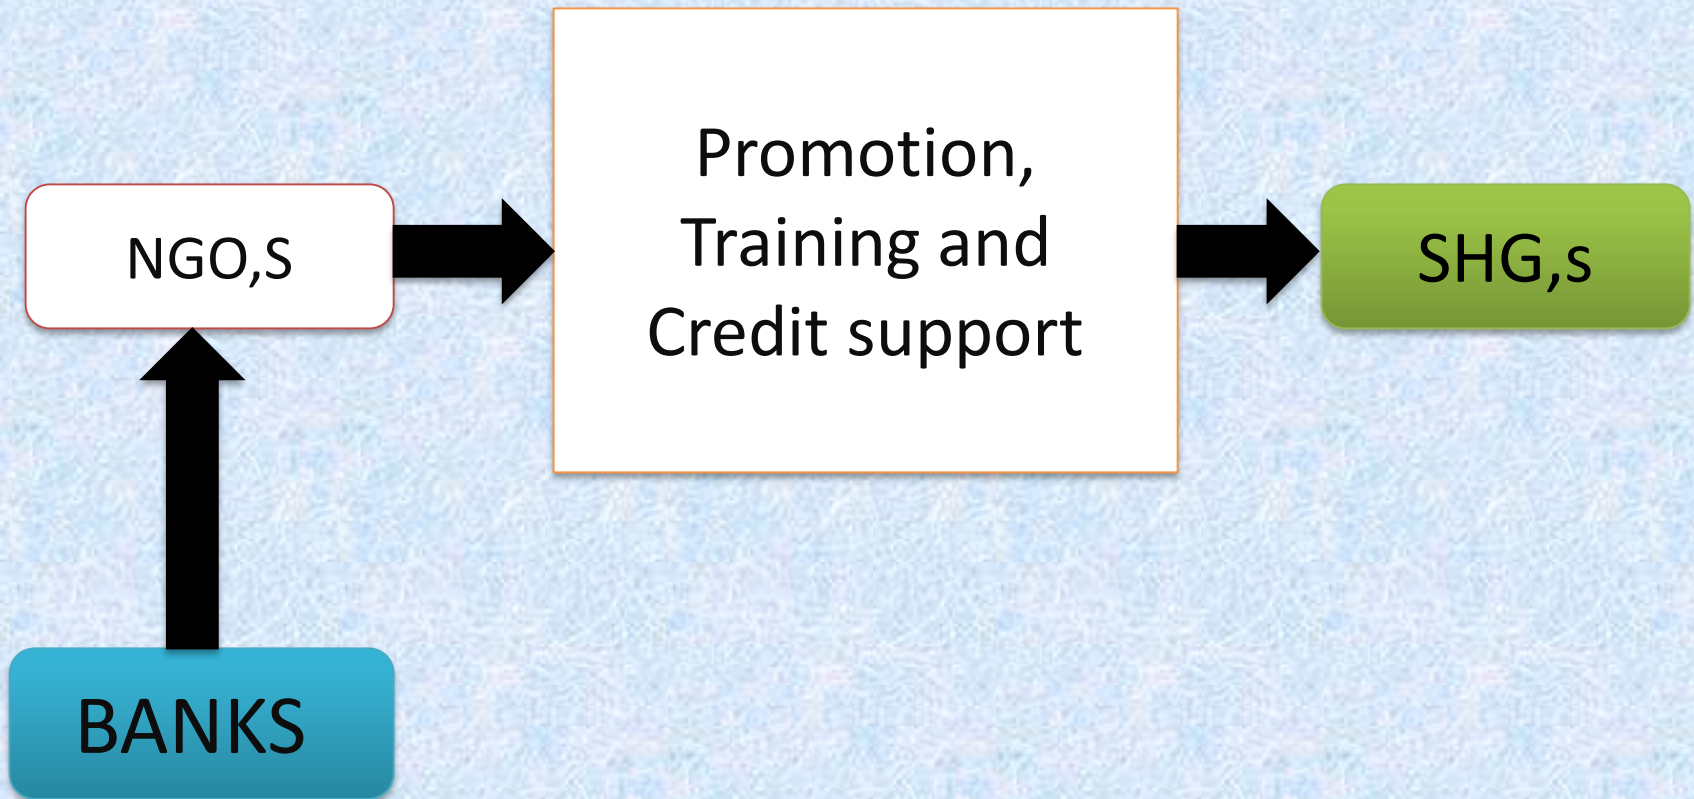 NGO,S
Promotion,
Training and
Credit support
SHG,s
BANKS